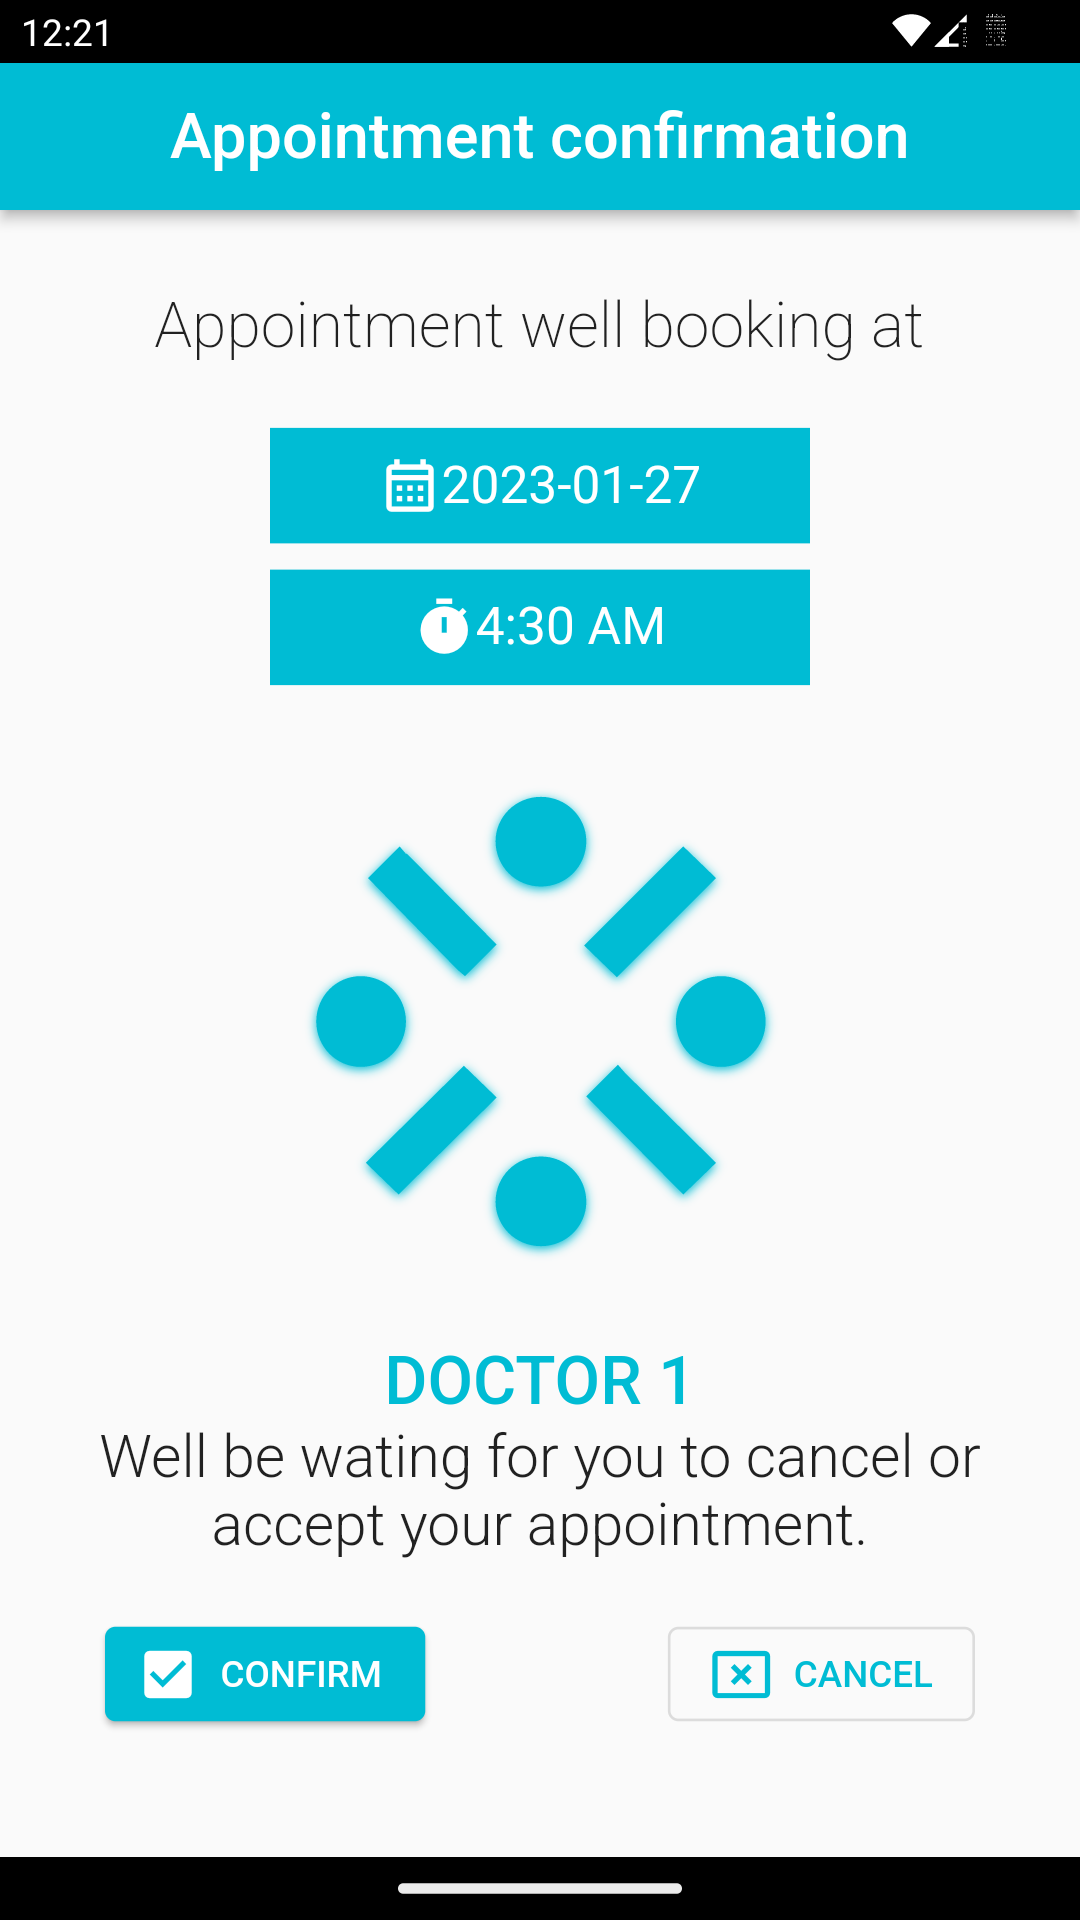 12:21
Appointment confirmation
Appointment well booking at
2023-01-27
4:30 AM
DOCTOR 1
Well be wating for you to cancel or
accept your appointment.
CONFIRM
CANCEL